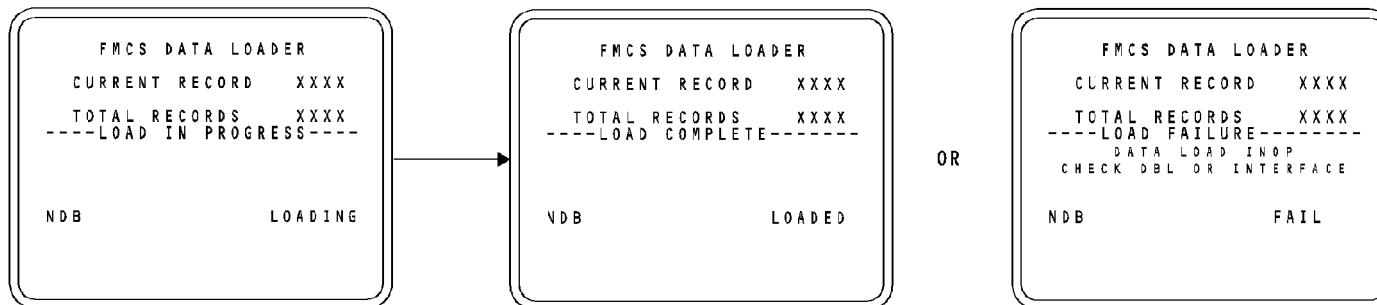 FMCS DATA LOADER
CURRENT RECORD XXXX
TOTAL RECORDS XXXX
----LOAD IN PROGRESS----
NDB LOADING
FMCS DATA LOADER
CURRENT RECORD XXXX
TOTAL RECORDS XXXX
----LOAD COMPLETE-------
NDB LOADED
OR
FMCS DATA LOADER
CURRENT RECORD XXXX
TOTAL RECORDS XXXX
----LOAD FAILURE--------
DATA LOAD INOP
CHECK DBL OR INTERFACE
NDB FAIL